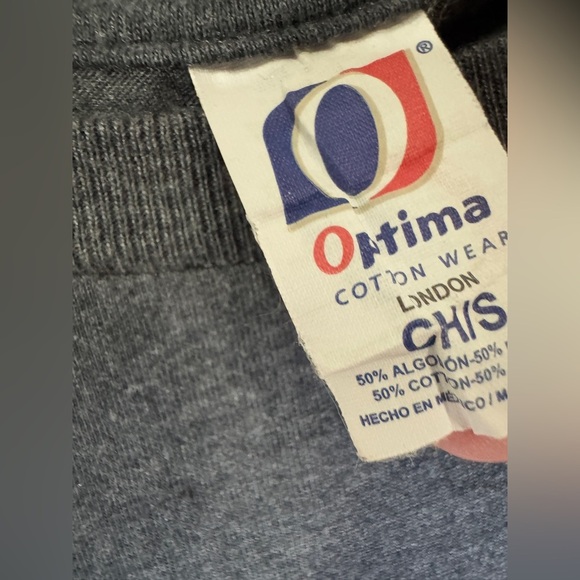 ®
Optima
COTTON WEAR
LONDON
CH/S
50% ALGODÓN-50%
50% COTTON-50%
HECHO EN MÉXICO / M